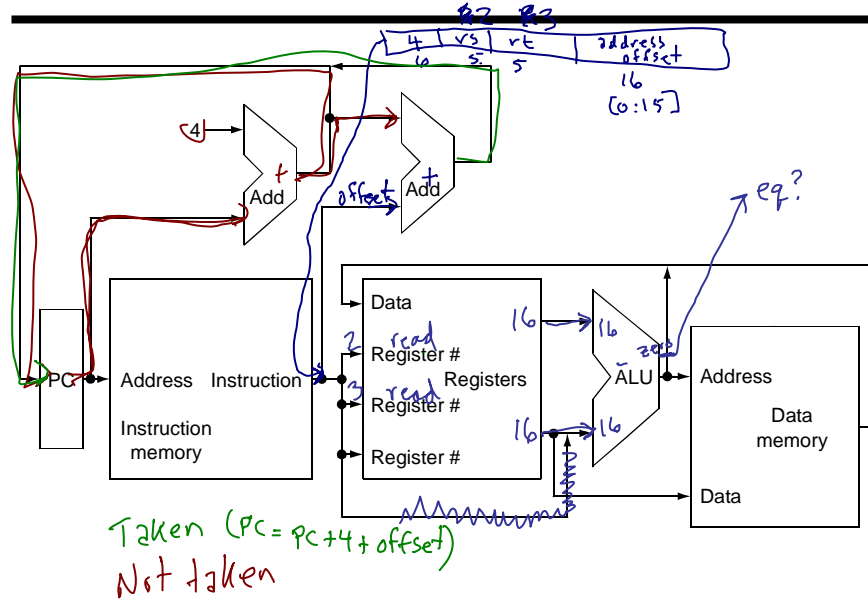 R2 R3
4 rs rt address offset
6 5 5 16
[0:15]
4
+
Add
offset
+
Add
eq?
Data
16
16
2 read
Register #
zero
-
ALU
PC
Address
Instruction
Registers
Address
3 read
Register #
Instruction
memory
16
16
Data
memory
Register #
Data
Taken (PC = PC+4+offset)
Not taken